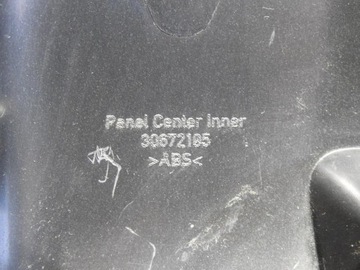 Panel Center Inner
30672185
>ABS<